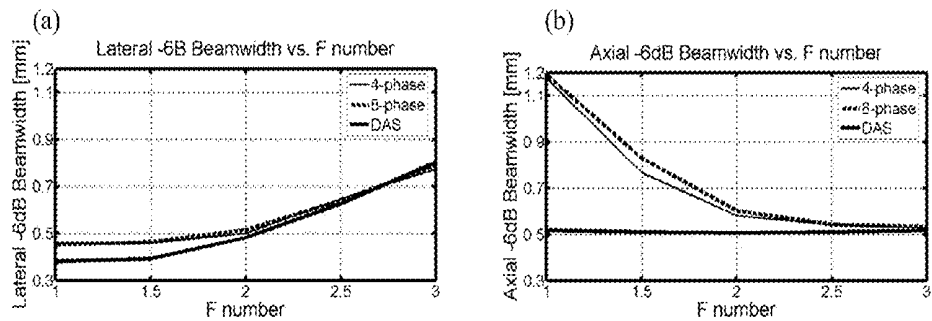 (a)
Lateral -6B Beamwidth vs. F number
Lateral -6dB Beamwidth [mm]
1.2
1.1
0.9
0.7
0.5
0.3
4-phase
8-phase
DAS
1
1.5
2
2.5
3
F number
(b)
Axial -6dB Beamwidth vs. F number
Axial -6dB Beamwidth [mm]
1.2
1.1
0.9
0.7
0.5
0.3
4-phase
8-phase
DAS
1
1.5
2
2.5
3
F number